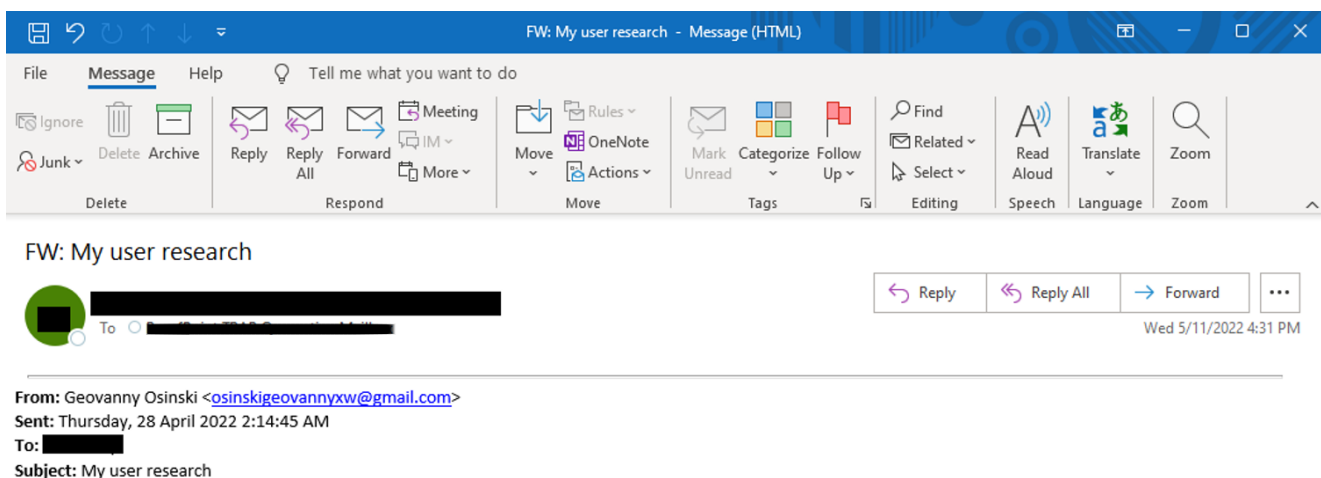 FW: My user research - Message (HTML)
File Message Help Tell me what you want to do
Ignore
Junk
Delete
Archive
Reply
Reply All
Forward
Meeting
IM
More
Move
Rules
OneNote
Actions
Mark Unread
Categorize
Follow Up
Find
Related
Select
Read Aloud
Translate
Zoom
Delete Respond Move Tags Editing Speech Language Zoom
FW: My user research
Reply Reply All Forward
To
Wed 5/11/2022 4:31 PM
From: Geovanny Osinski <osinskigeovannyxw@gmail.com>
Sent: Thursday, 28 April 2022 2:14:45 AM
To:
Subject: My user research